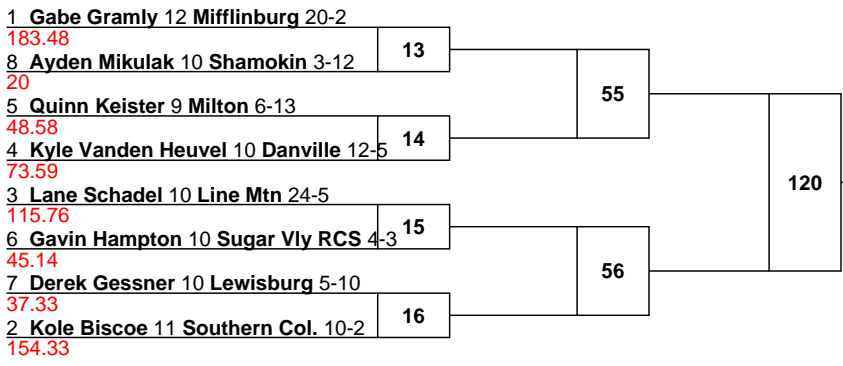 1 Gabe Gramly 12 Mifflinburg 20-2
183.48
13
8 Ayden Mikulak 10 Shamokin 3-12
20
55
5 Quinn Keister 9 Milton 6-13
48.58
14
4 Kyle Vanden Heuvel 10 Danville 12-5
73.59
120
3 Lane Schadel 10 Line Mtn 24-5
115.76
15
6 Gavin Hampton 10 Sugar Vly RCS 4-3
45.14
56
7 Derek Gessner 10 Lewisburg 5-10
37.33
16
2 Kole Biscoe 11 Southern Col. 10-2
154.33